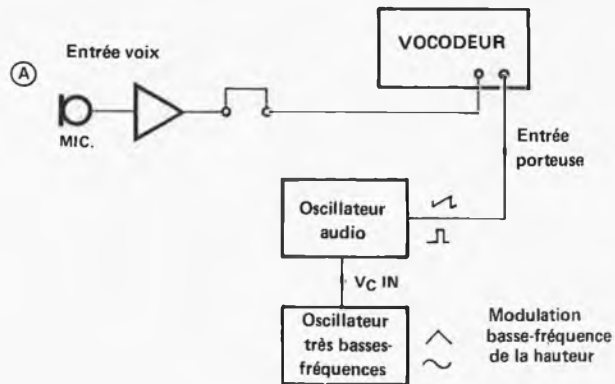 VOCODEUR
Entrée voix
A
MIC.
Entrée
porteuse
Oscillateur
audio
VC IN
Oscillateur
très basses-
fréquences
Modulation
basse-fréquence
de la hauteur